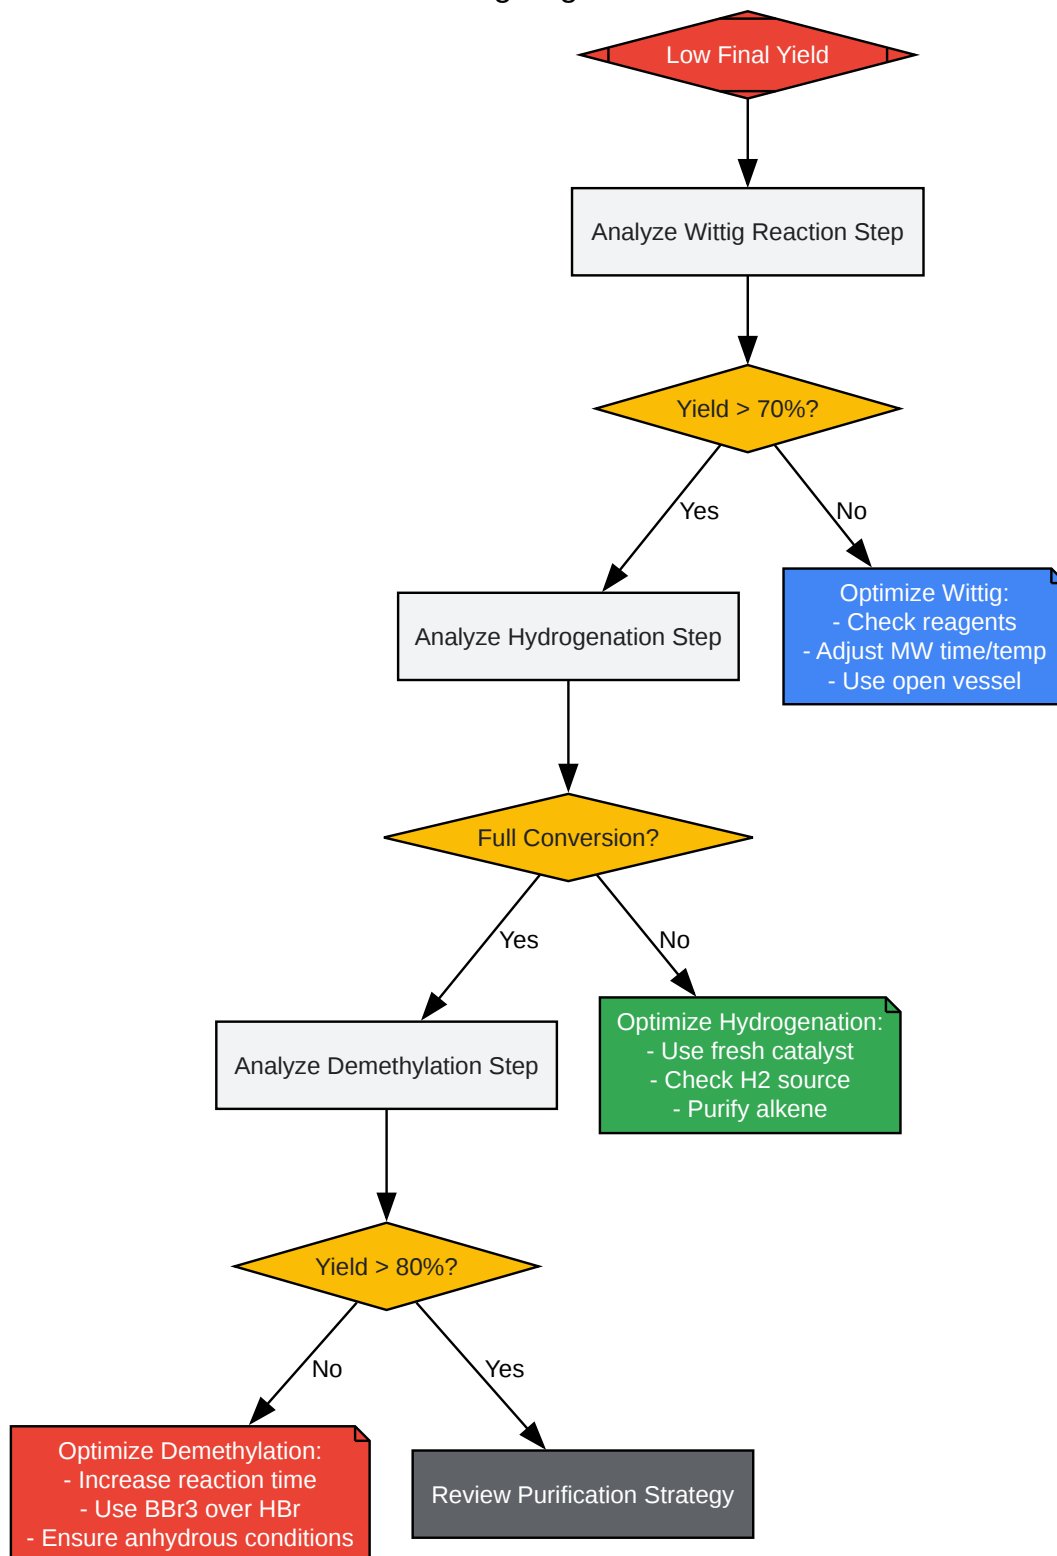 Low Final Yield
Analyze Wittig Reaction Step
Yield > 70%?
Yes
No
Optimize Wittig:
- Check reagents
- Adjust MW time/temp
- Use open vessel
Analyze Hydrogenation Step
Full Conversion?
Yes
No
Optimize Hydrogenation:
- Use fresh catalyst
- Check H2 source
- Purify alkene
Analyze Demethylation Step
Yield > 80%?
No
Yes
Optimize Demethylation:
- Increase reaction time
- Use BBr3 over HBr
- Ensure anhydrous conditions
Review Purification Strategy